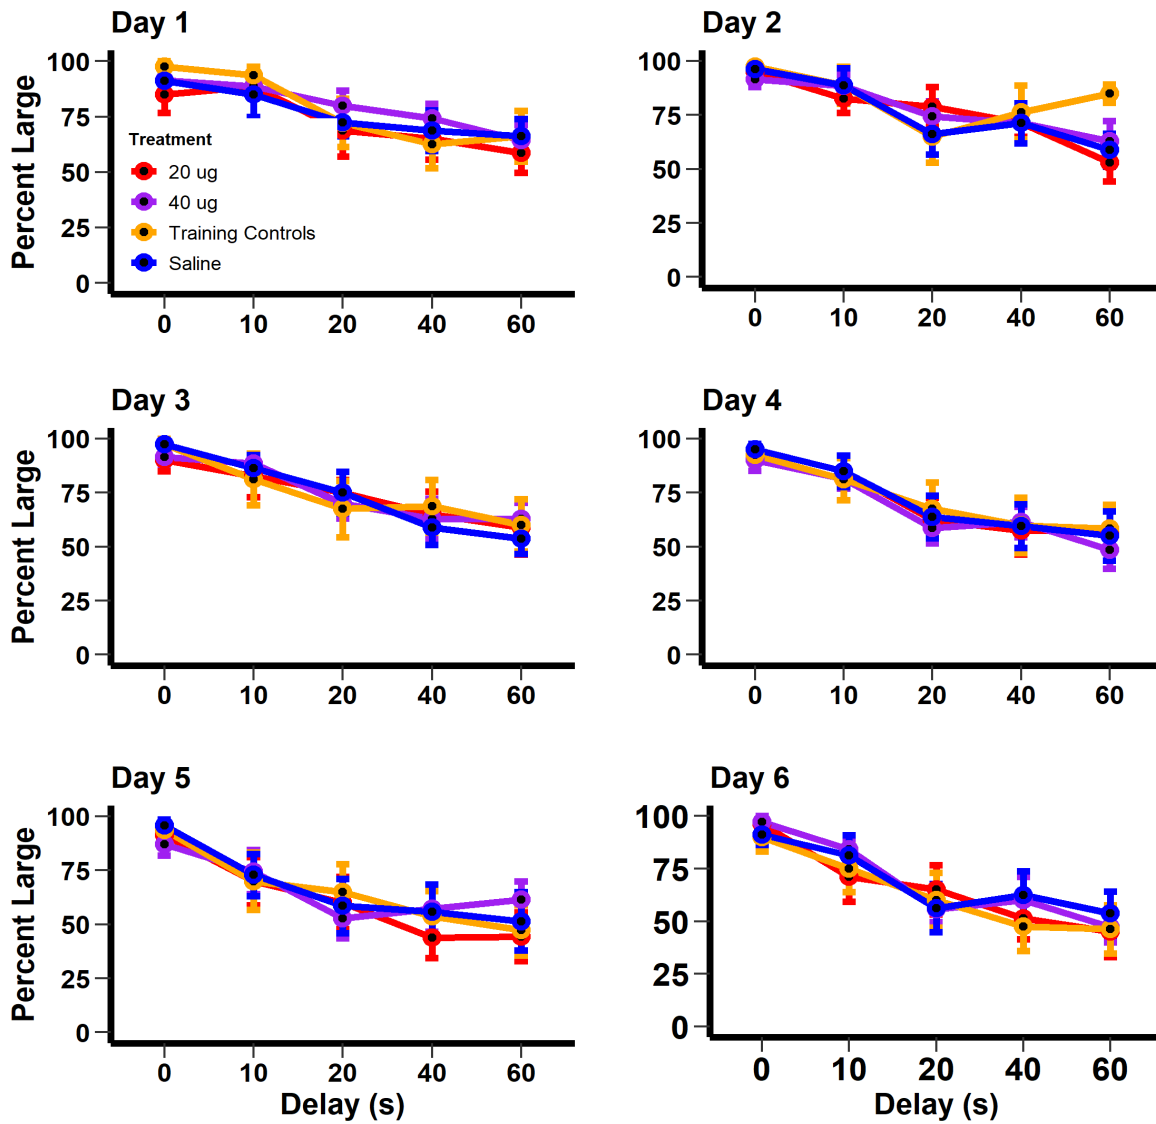 Day 1
Percent Large
100
75
50
25
0
Treatment
20 ug
40 ug
Training Controls
Saline
0 10 20 40 60
Day 2
100
75
50
25
0
0 10 20 40 60
Day 3
Percent Large
100
75
50
25
0
0 10 20 40 60
Day 4
100
75
50
25
0
0 10 20 40 60
Day 5
Percent Large
100
75
50
25
0
0 10 20 40 60
Delay (s)
Day 6
100
75
50
25
0
0 10 20 40 60
Delay (s)